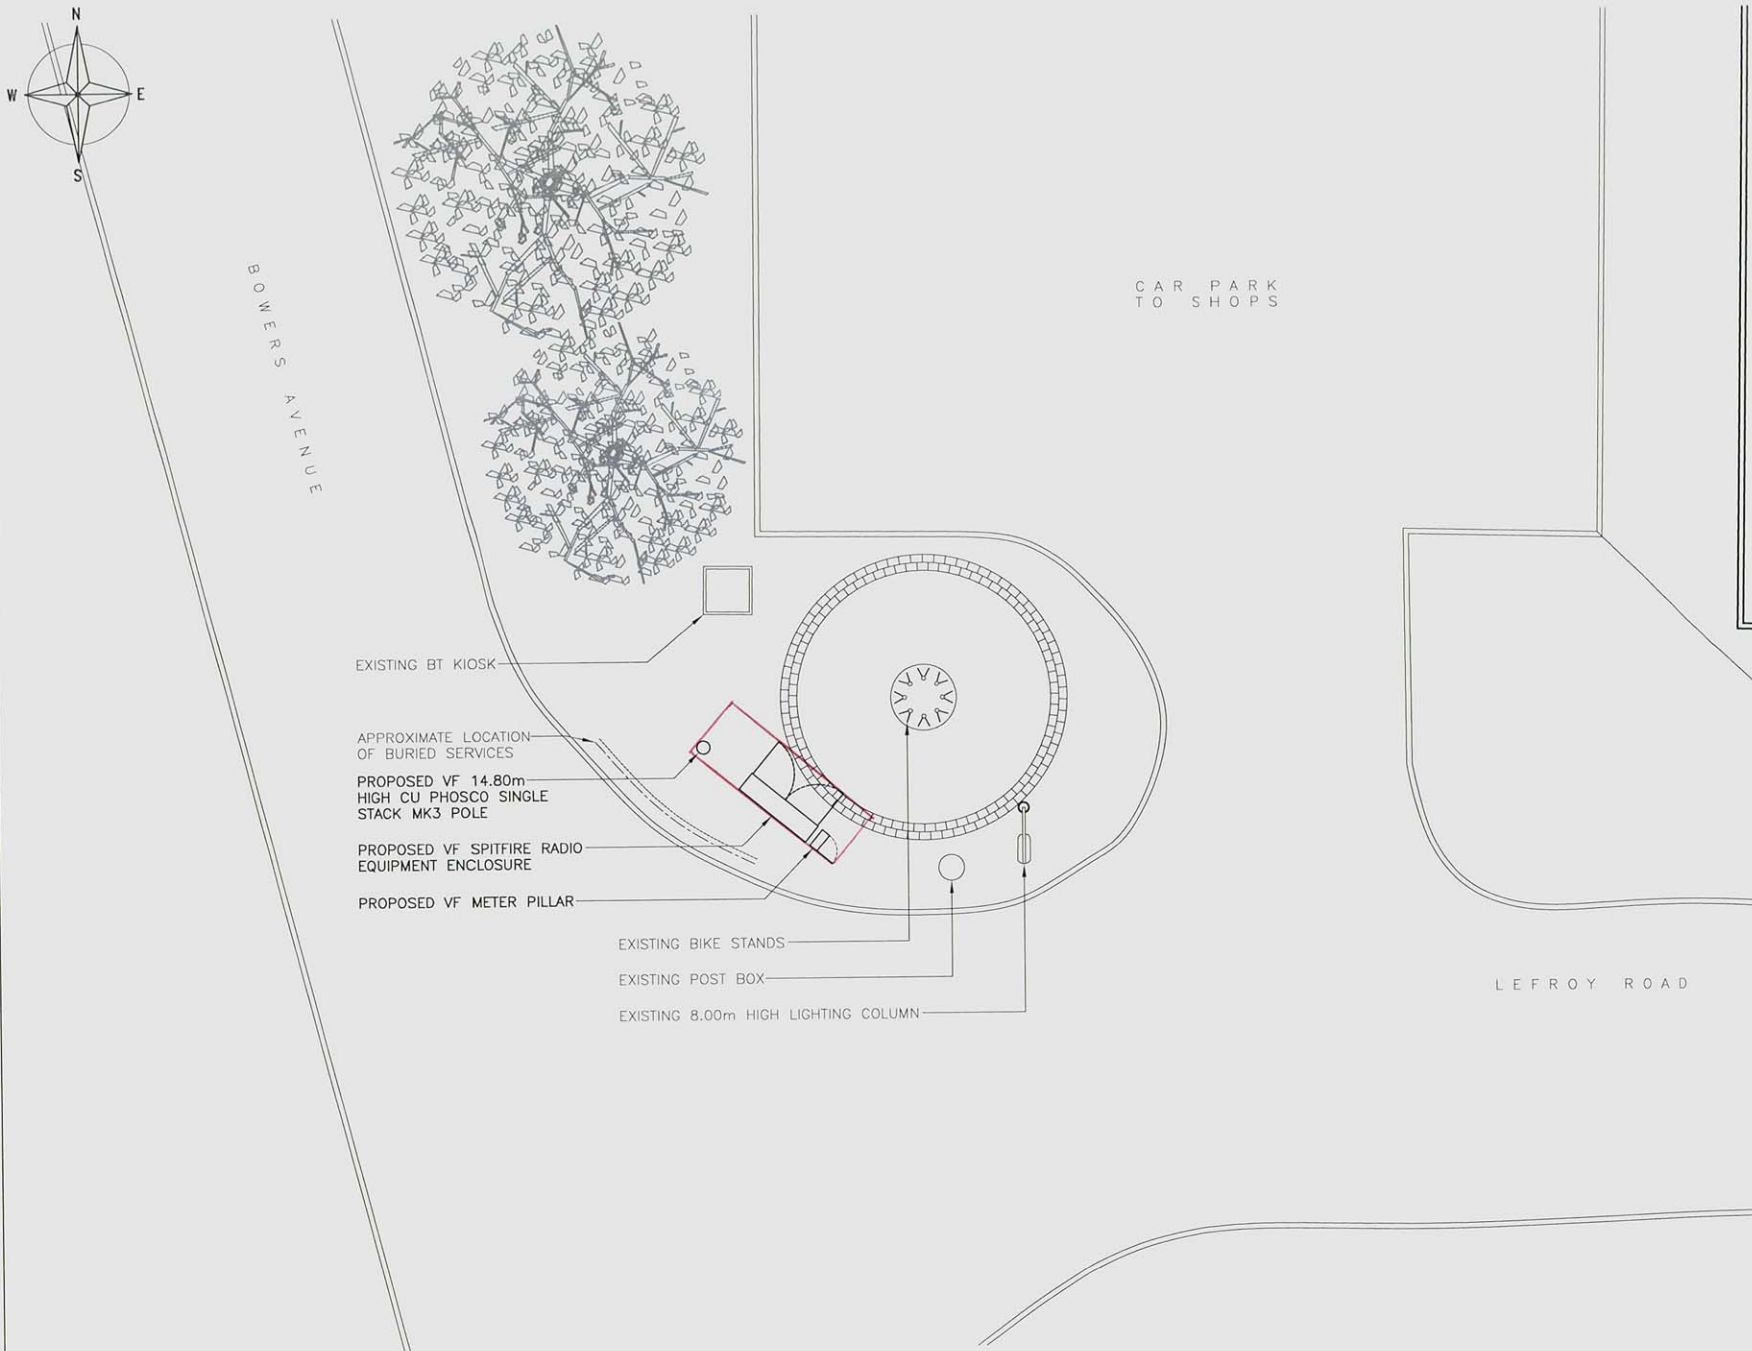 N
W E
S
BOWERS AVENUE
CAR PARK
TO SHOPS
EXISTING BT KIOSK
APPROXIMATE LOCATION
OF BURIED SERVICES
PROPOSED VF 14.80m
HIGH CU PHOSCO SINGLE
STACK MK3 POLE
PROPOSED VF SPITFIRE RADIO
EQUIPMENT ENCLOSURE
PROPOSED VF METER PILLAR
EXISTING BIKE STANDS
EXISTING POST BOX
EXISTING 8.00m HIGH LIGHTING COLUMN
LEFROY ROAD